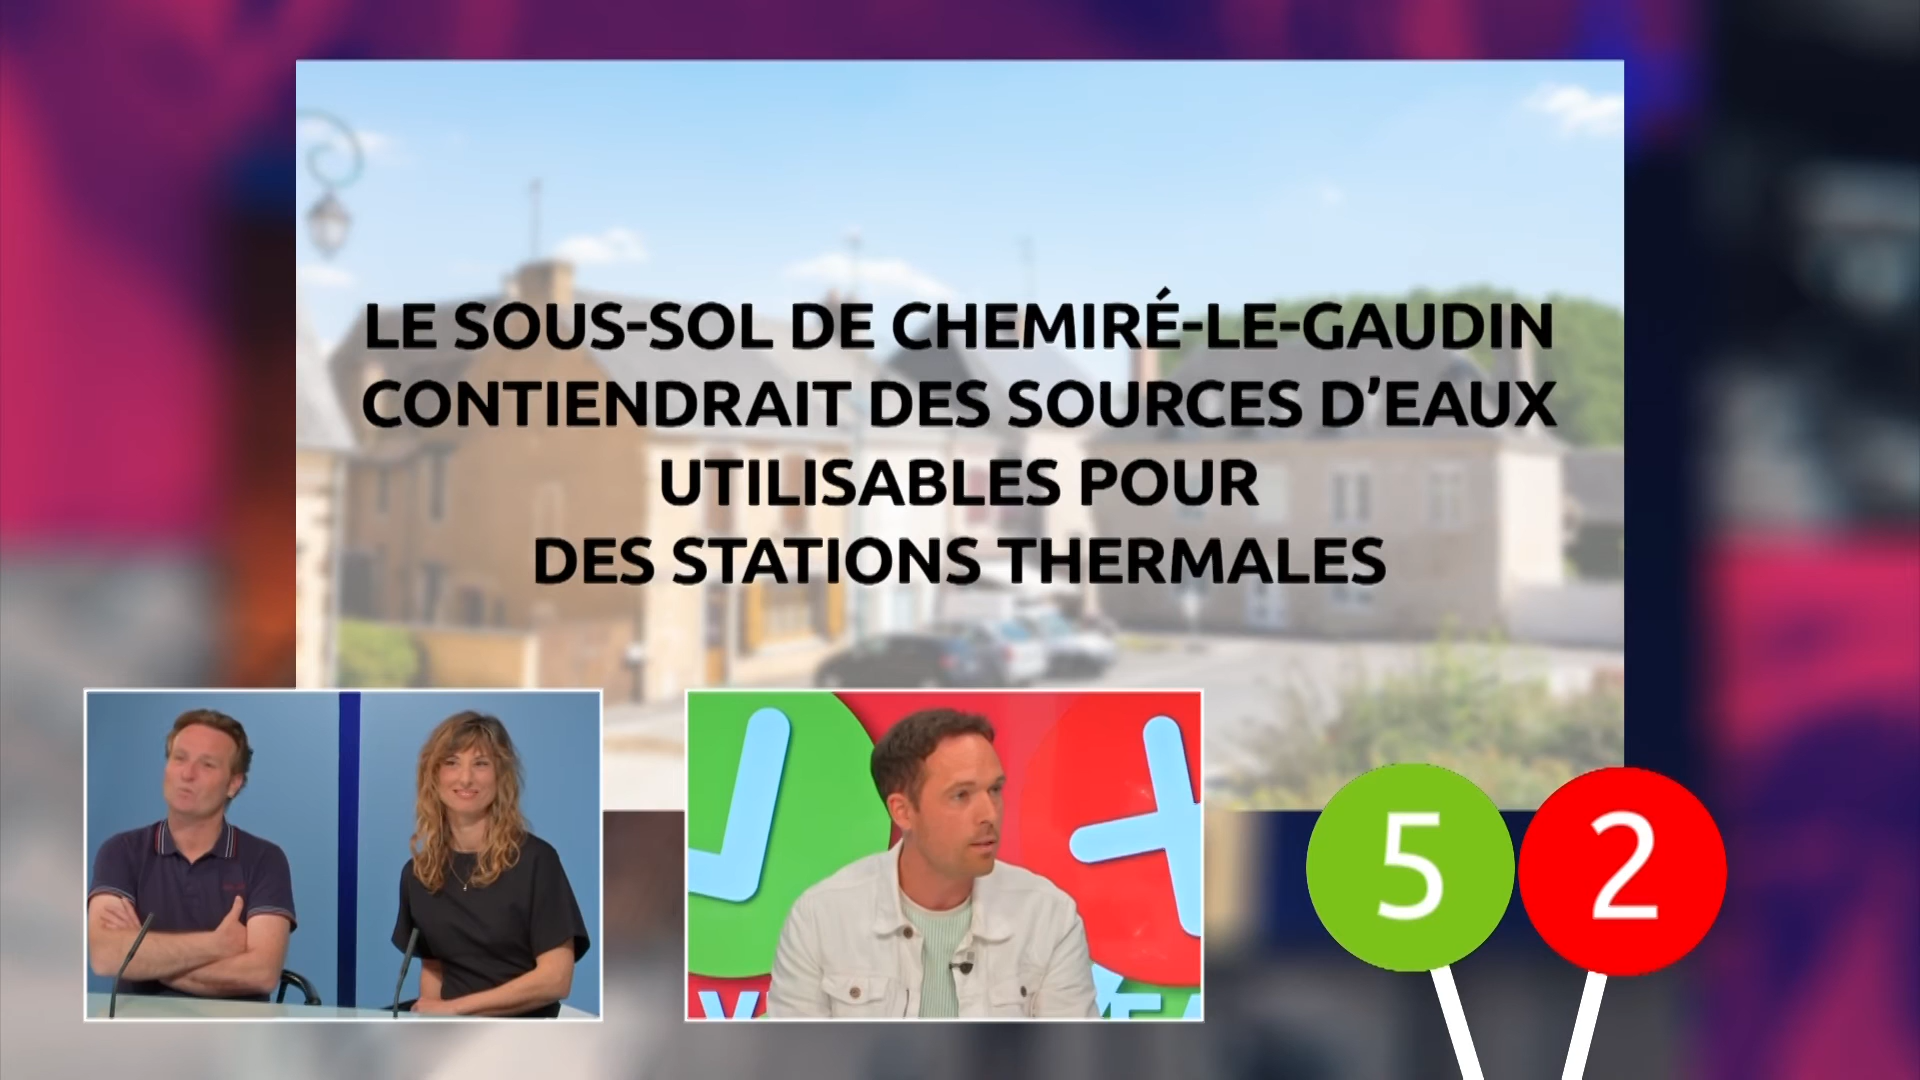 LE SOUS-SOL DE CHEMIRÉ-LE-GAUDIN
CONTIENDRAIT DES SOURCES D’EAUX
UTILISABLES POUR
DES STATIONS THERMALES
5 2